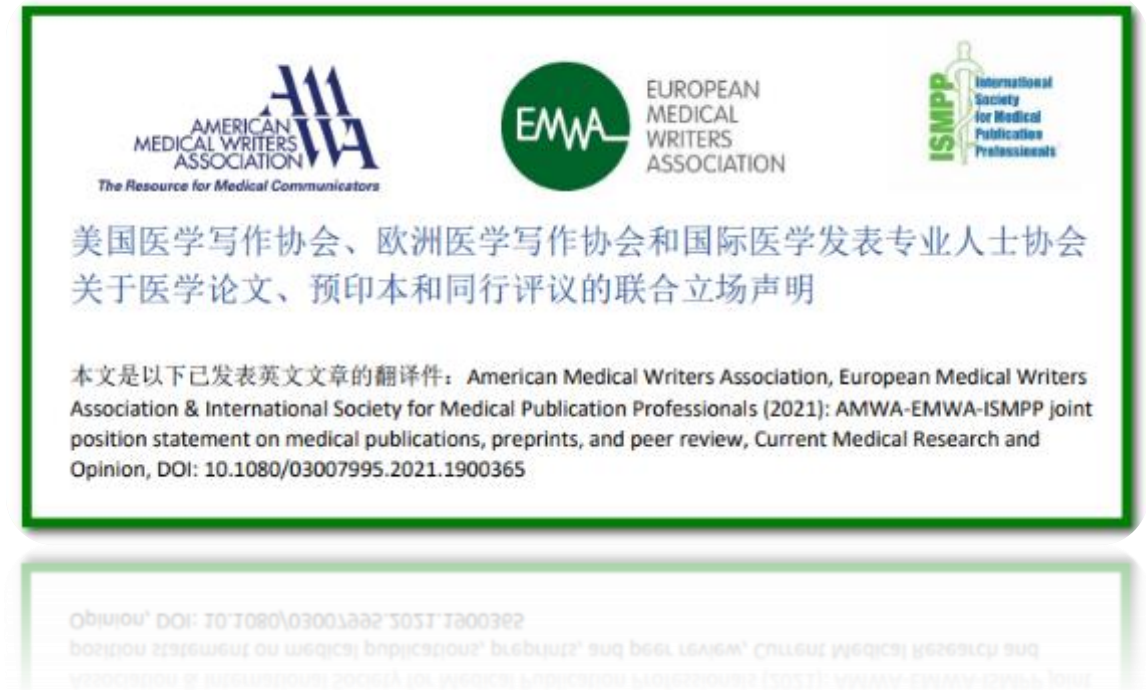 AMWA
AMERICAN
MEDICAL WRITERS
ASSOCIATION
The Resource for Medical Communicators
EMWA
EUROPEAN
MEDICAL
WRITERS
ASSOCIATION
ISMPP
International
Society
for Medical
Publication
Professionals
美国医学写作协会、欧洲医学写作协会和国际医学发表专业人士协会
关于医学论文、预印本和同行评议的联合立场声明
本文是以下已发表英文文章的翻译件：American Medical Writers Association, European Medical Writers
Association & International Society for Medical Publication Professionals (2021): AMWA-EMWA-ISMPP joint
position statement on medical publications, preprints, and peer review, Current Medical Research and
Opinion, DOI: 10.1080/03007995.2021.1900365